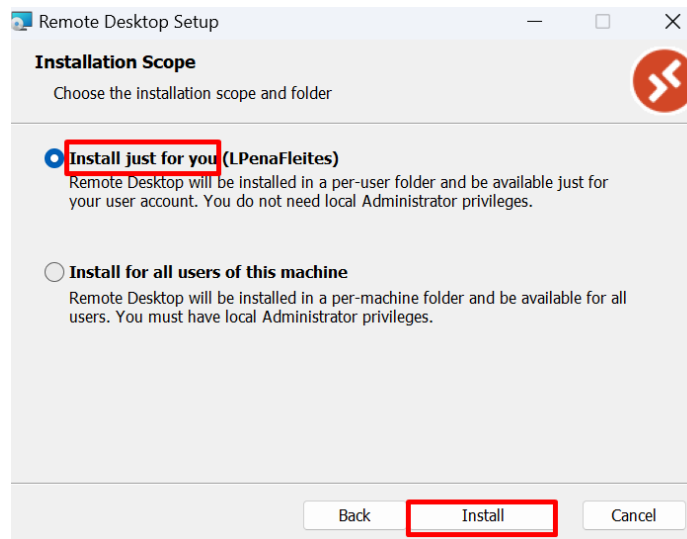 Remote Desktop Setup
Installation Scope
Choose the installation scope and folder
Install just for you (LPenaFleites)
Remote Desktop will be installed in a per-user folder and be available just for
your user account. You do not need local Administrator privileges.
Install for all users of this machine
Remote Desktop will be installed in a per-machine folder and be available for all
users. You must have local Administrator privileges.
Back Install Cancel